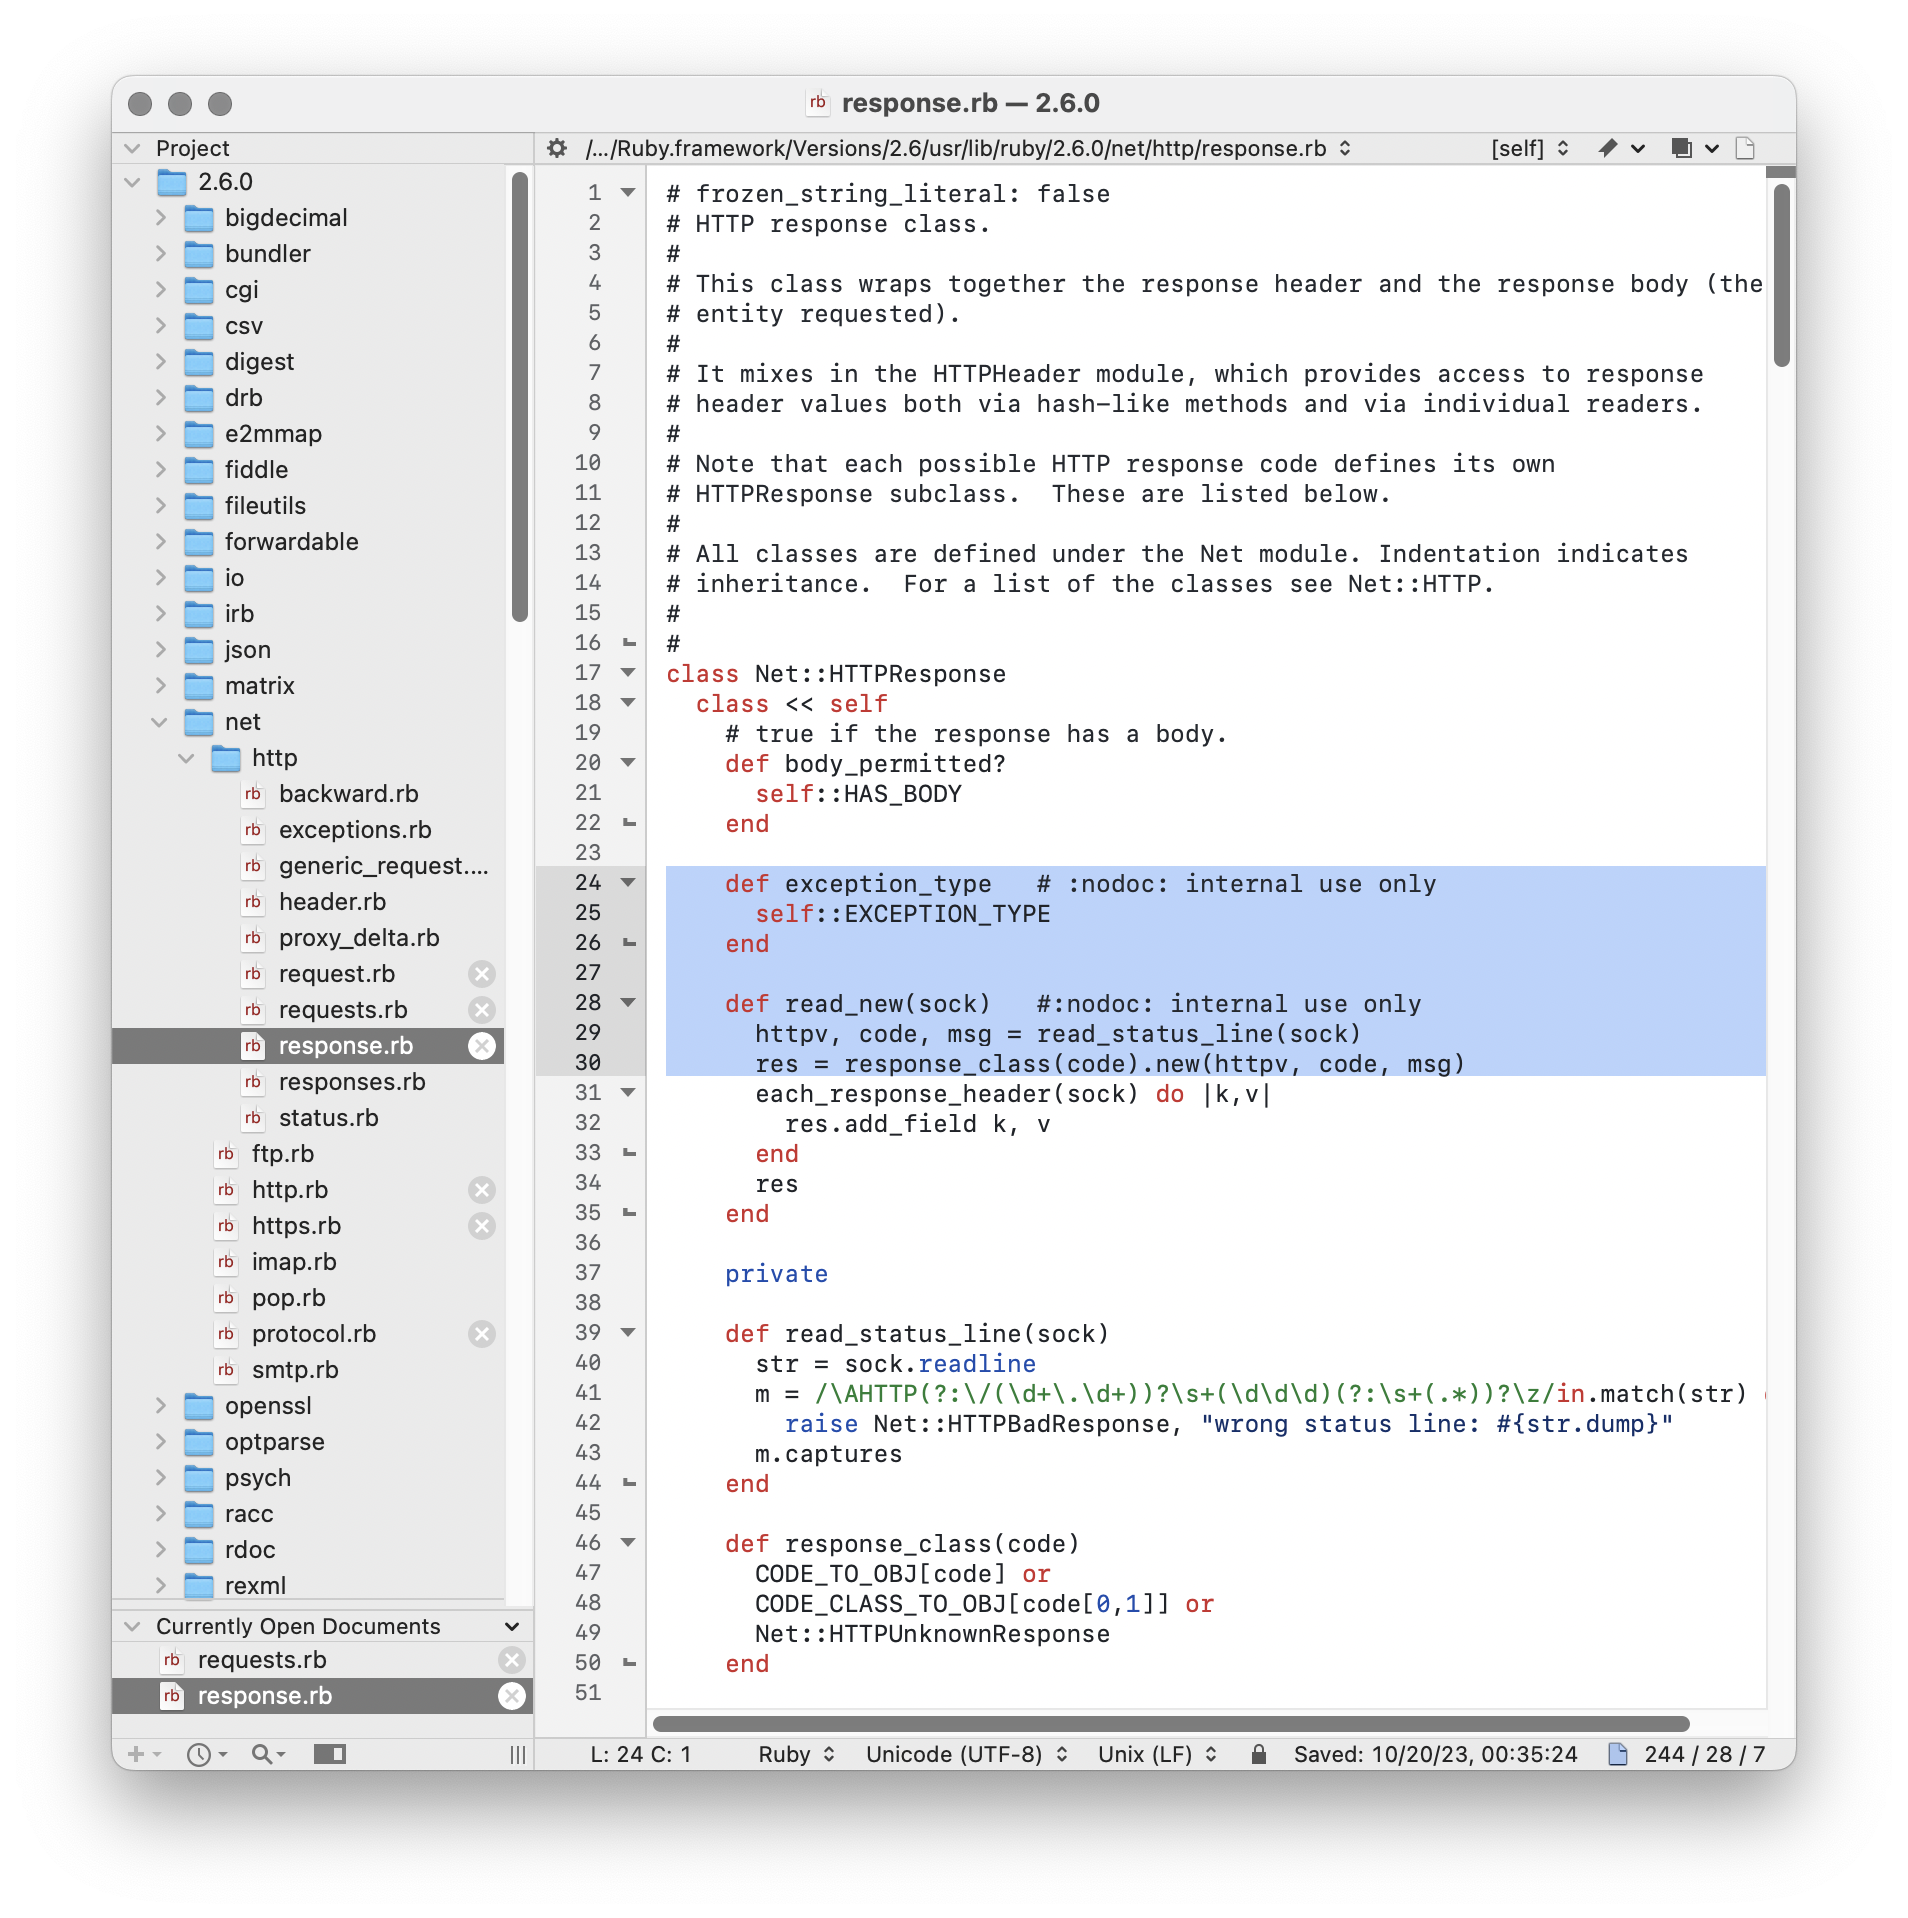 response.rb — 2.6.0
Project
2.6.0
bigdecimal
bundler
cgi
csv
digest
drb
e2mmap
fiddle
fileutils
forwardable
io
irb
json
matrix
net
http
rb backward.rb
rb exceptions.rb
rb generic_request....
rb header.rb
rb proxy_delta.rb
rb request.rb
rb requests.rb
rb response.rb
rb responses.rb
rb status.rb
rb ftp.rb
rb http.rb
rb https.rb
rb imap.rb
rb pop.rb
rb protocol.rb
rb smtp.rb
openssl
optparse
psych
racc
rdoc
rexml
Currently Open Documents
rb requests.rb
rb response.rb
/.../Ruby.framework/Versions/2.6/usr/lib/ruby/2.6.0/net/http/response.rb [self]
1 # frozen_string_literal: false
2 # HTTP response class.
3 #
4 # This class wraps together the response header and the response body (the
5 # entity requested).
6 #
7 # It mixes in the HTTPHeader module, which provides access to response
8 # header values both via hash-like methods and via individual readers.
9 #
10 # Note that each possible HTTP response code defines its own
11 # HTTPResponse subclass.  These are listed below.
12 #
13 # All classes are defined under the Net module. Indentation indicates
14 # inheritance.  For a list of the classes see Net::HTTP.
15 #
16 #
17 class Net::HTTPResponse
18   class << self
19     # true if the response has a body.
20     def body_permitted?
21       self::HAS_BODY
22     end
23
24     def exception_type   # :nodoc: internal use only
25       self::EXCEPTION_TYPE
26     end
27
28     def read_new(sock)   #:nodoc: internal use only
29       httpv, code, msg = read_status_line(sock)
30       res = response_class(code).new(httpv, code, msg)
31       each_response_header(sock) do |k,v|
32         res.add_field k, v
33       end
34       res
35     end
36
37     private
38
39     def read_status_line(sock)
40       str = sock.readline
41       m = /\AHTTP(?:\/(\d+\.\d+))?\s+(\d\d\d)(?:\s+(.*))?\z/in.match(str)
42         raise Net::HTTPBadResponse, "wrong status line: #{str.dump}"
43       m.captures
44     end
45
46     def response_class(code)
47       CODE_TO_OBJ[code] or
48       CODE_CLASS_TO_OBJ[code[0,1]] or
49       Net::HTTPUnknownResponse
50     end
51
L: 24 C: 1 Ruby Unicode (UTF-8) Unix (LF) Saved: 10/20/23, 00:35:24 244 / 28 / 7